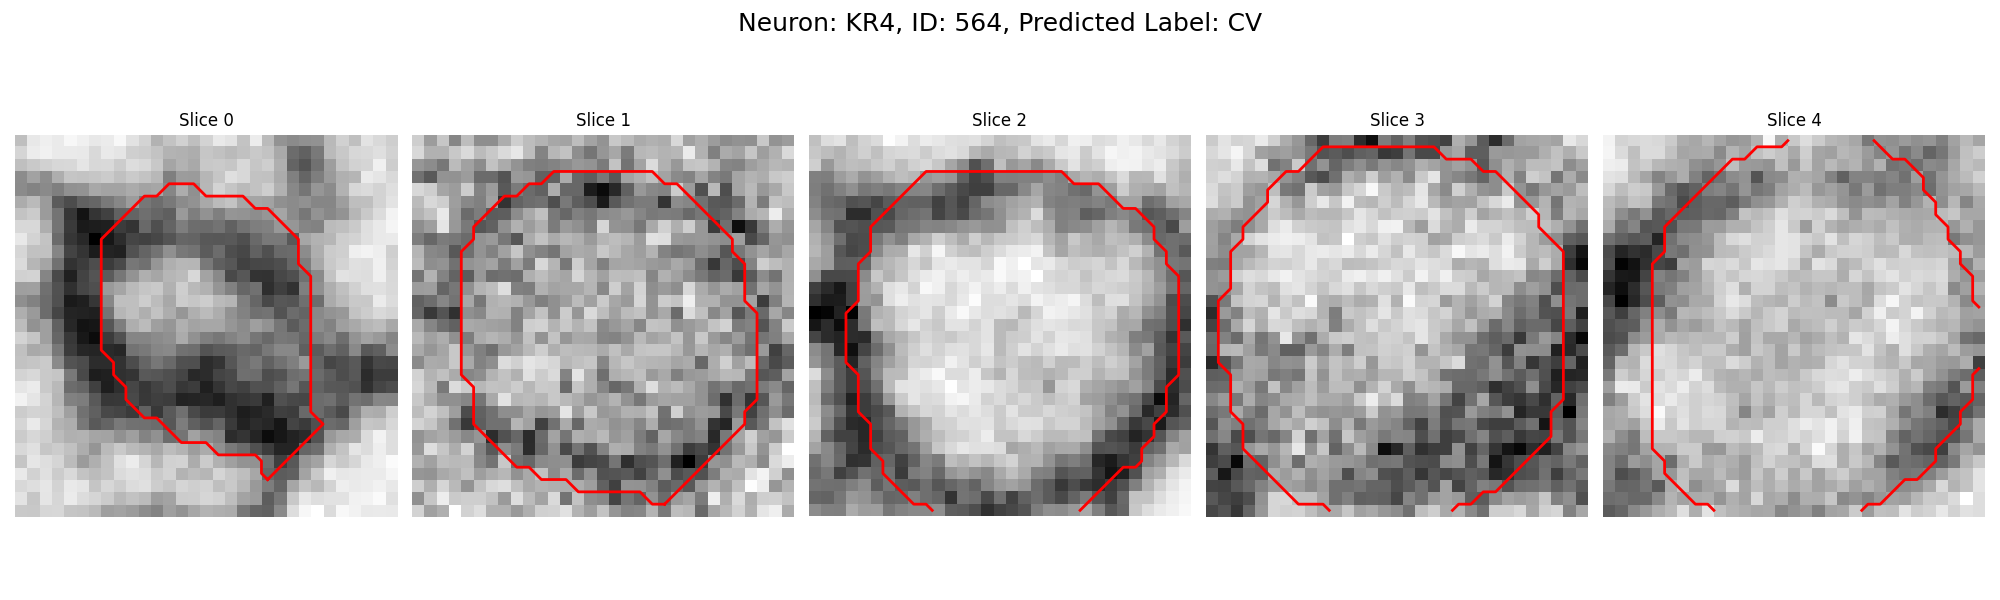 Neuron: KR4, ID: 564, Predicted Label: CV
Slice 0
Slice 1
Slice 2
Slice 3
Slice 4